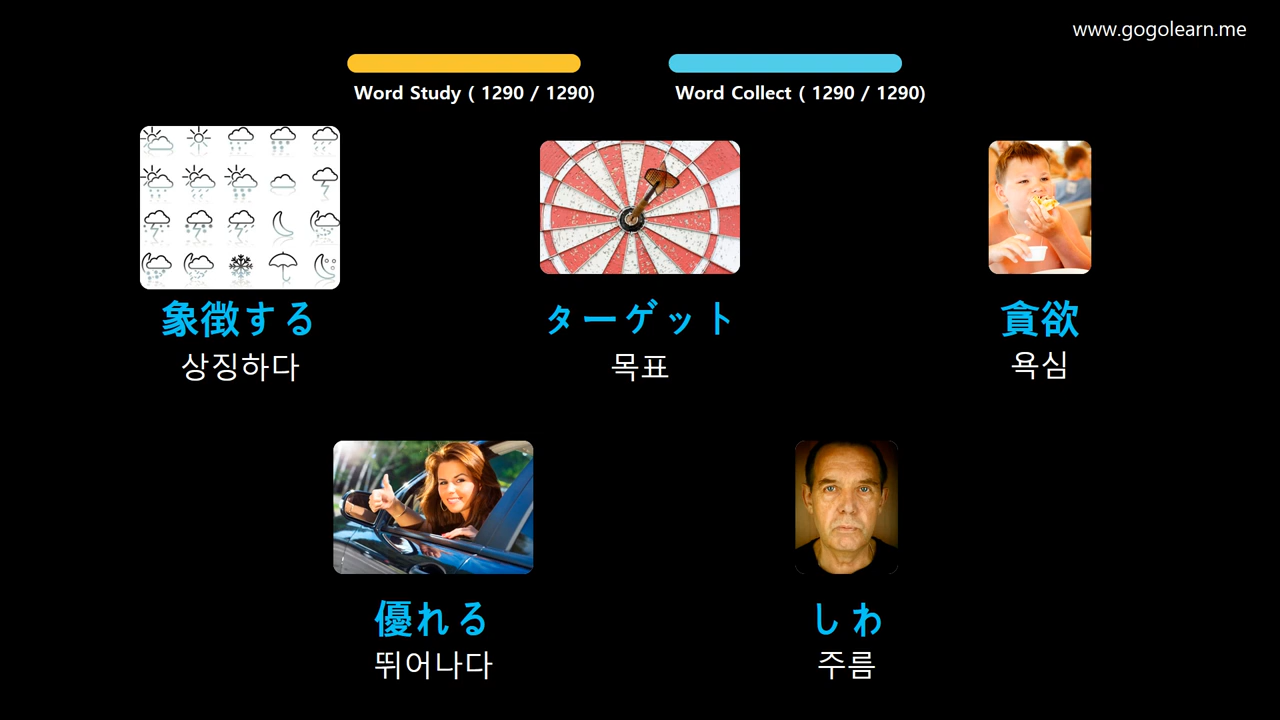 www.gogolearn.me
Word Study ( 1290 / 1290)
Word Collect ( 1290 / 1290)
象徴する
상징하다
ターゲット
목표
貪欲
욕심
優れる
뛰어나다
しわ
주름